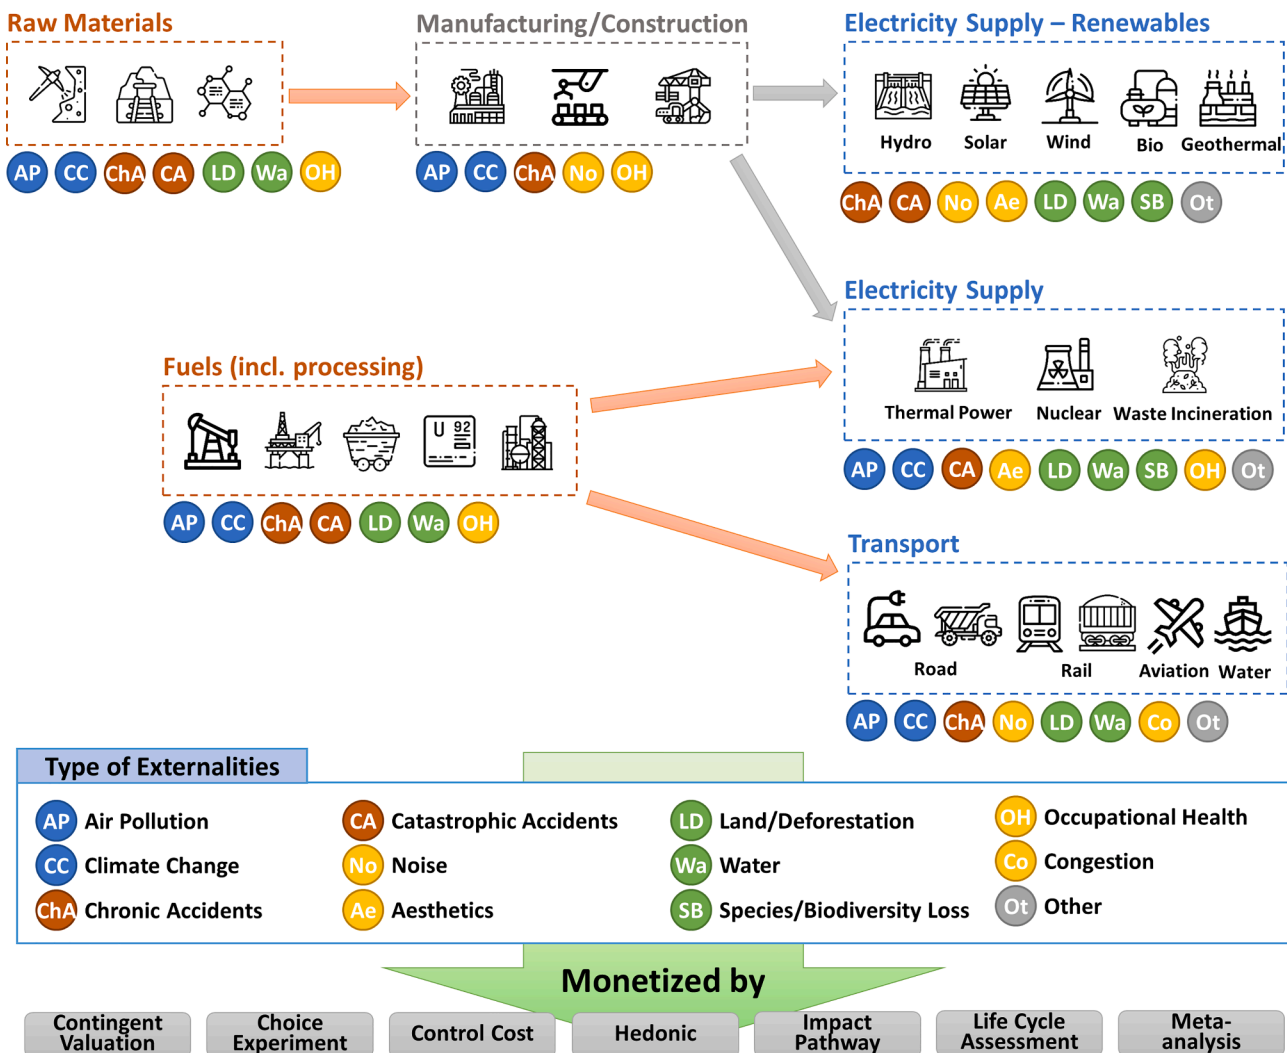 Raw Materials
AP CC ChA CA LD Wa OH
Manufacturing/Construction
AP CC ChA No OH
Electricity Supply – Renewables
Hydro Solar Wind Bio Geothermal
ChA CA No Ae LD Wa SB Ot
Electricity Supply
Thermal Power Nuclear Waste Incineration
AP CC CA Ae LD Wa SB OH Ot
Fuels (incl. processing)
U 92
AP CC ChA CA LD Wa OH
Transport
Road Rail Aviation Water
AP CC ChA No LD Wa Co Ot
Type of Externalities
AP Air Pollution
CC Climate Change
ChA Chronic Accidents
CA Catastrophic Accidents
No Noise
Ae Aesthetics
LD Land/Deforestation
Wa Water
SB Species/Biodiversity Loss
OH Occupational Health
Co Congestion
Ot Other
Monetized by
Contingent
Valuation
Choice
Experiment
Control Cost
Hedonic
Impact
Pathway
Life Cycle
Assessment
Meta-
analysis